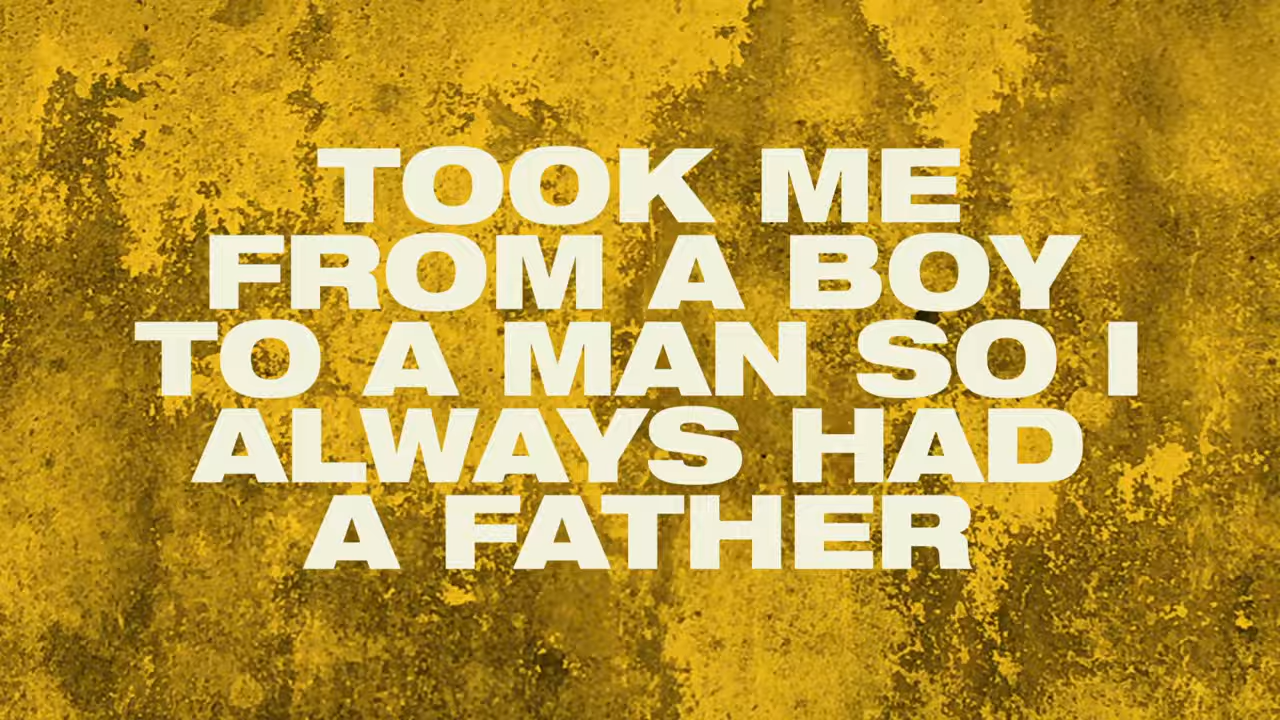 TOOK ME
FROM A BOY
TO A MAN SO I
ALWAYS HAD
A FATHER